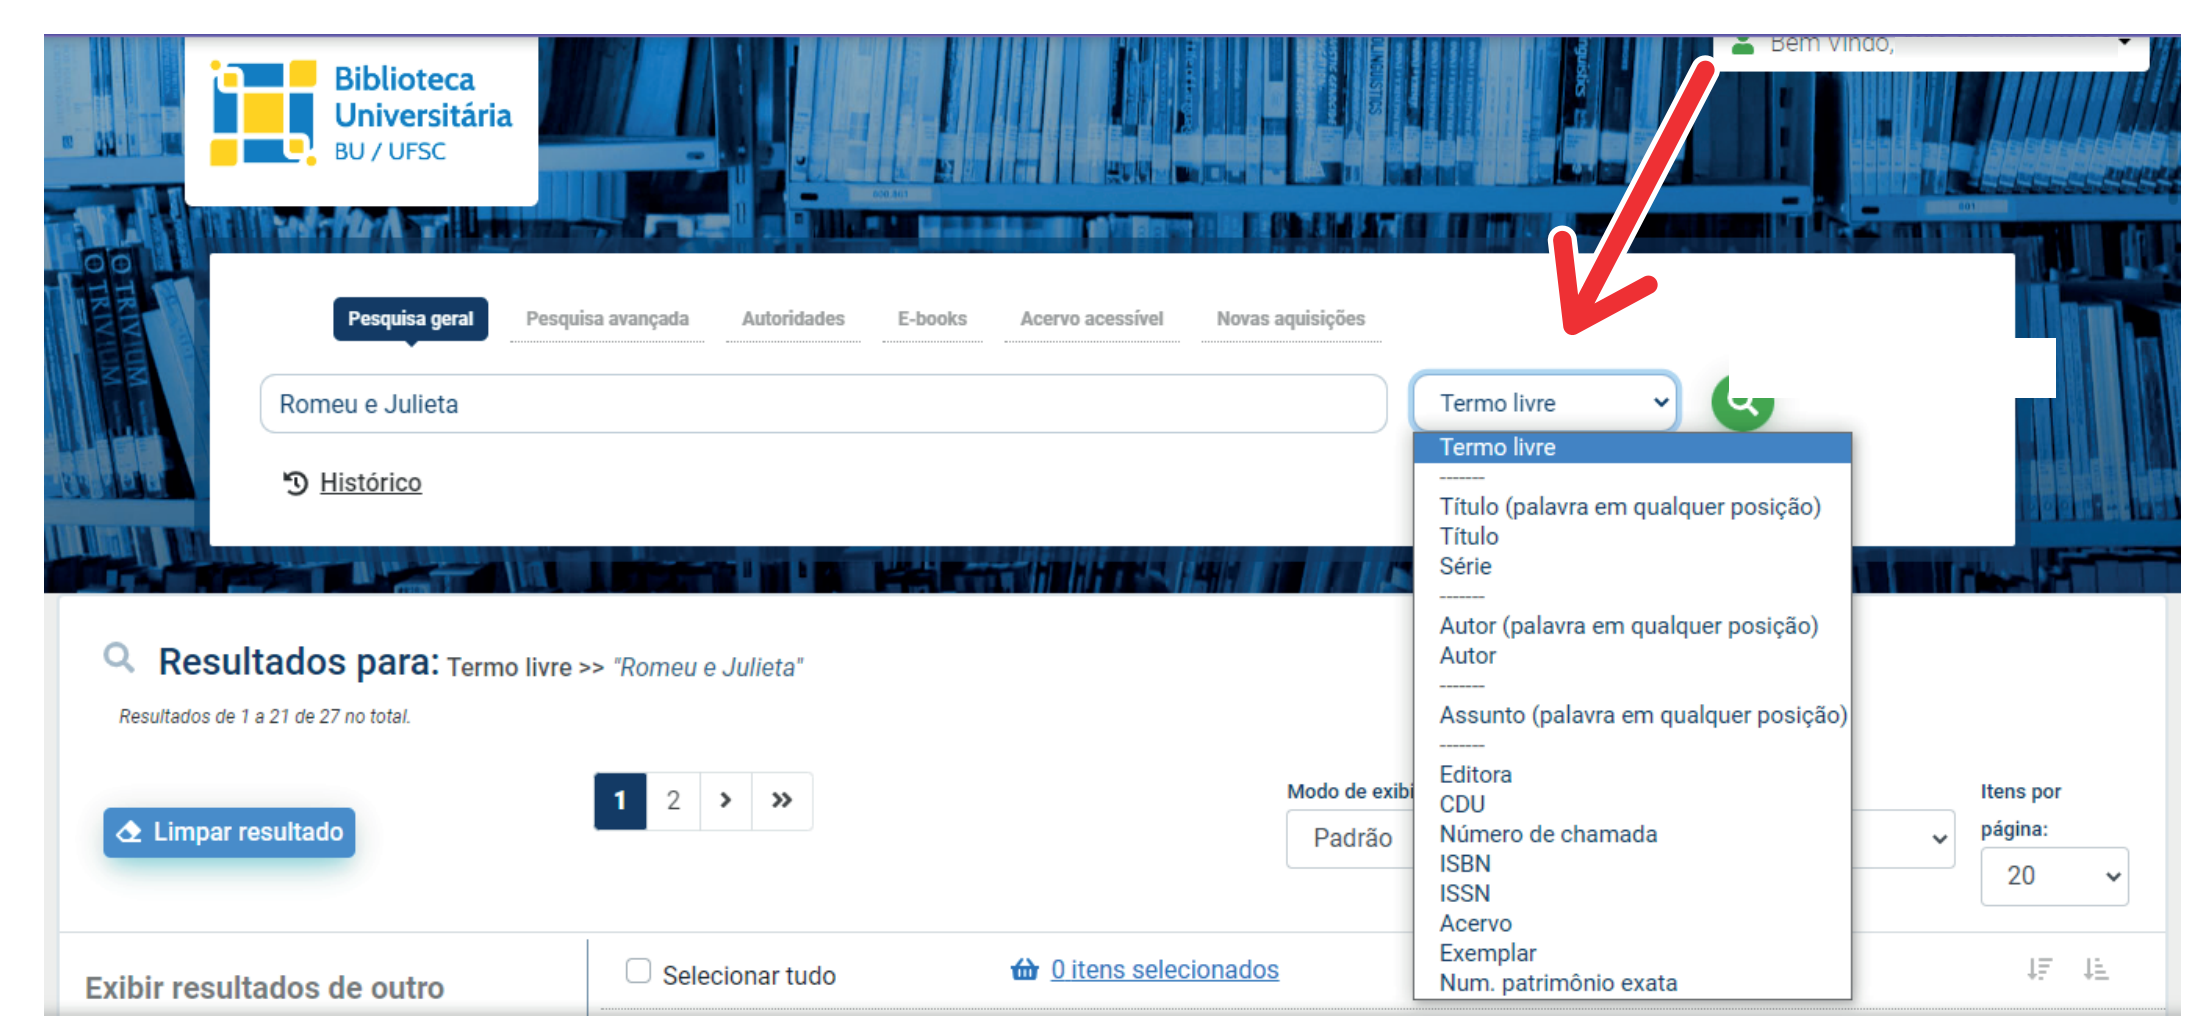 Bem Vindo,
Biblioteca
Universitária
BU / UFSC
Pesquisa geral Pesquisa avançada Autoridades E-books Acervo acessível Novas aquisições
Romeu e Julieta
Termo livre
Histórico
Termo livre
-------
Título (palavra em qualquer posição)
Título
Série
-------
Autor (palavra em qualquer posição)
Autor
-------
Assunto (palavra em qualquer posição)
-------
Editora
CDU
Número de chamada
ISBN
ISSN
Acervo
Exemplar
Num. patrimônio exata
Resultados para: Termo livre >> "Romeu e Julieta"
Resultados de 1 a 21 de 27 no total.
Limpar resultado
1 2 > »
Modo de exibi
Padrão
Itens por
página:
20
Exibir resultados de outro
Selecionar tudo
0 itens selecionados
TRIVIUM
TRIVIUM
801